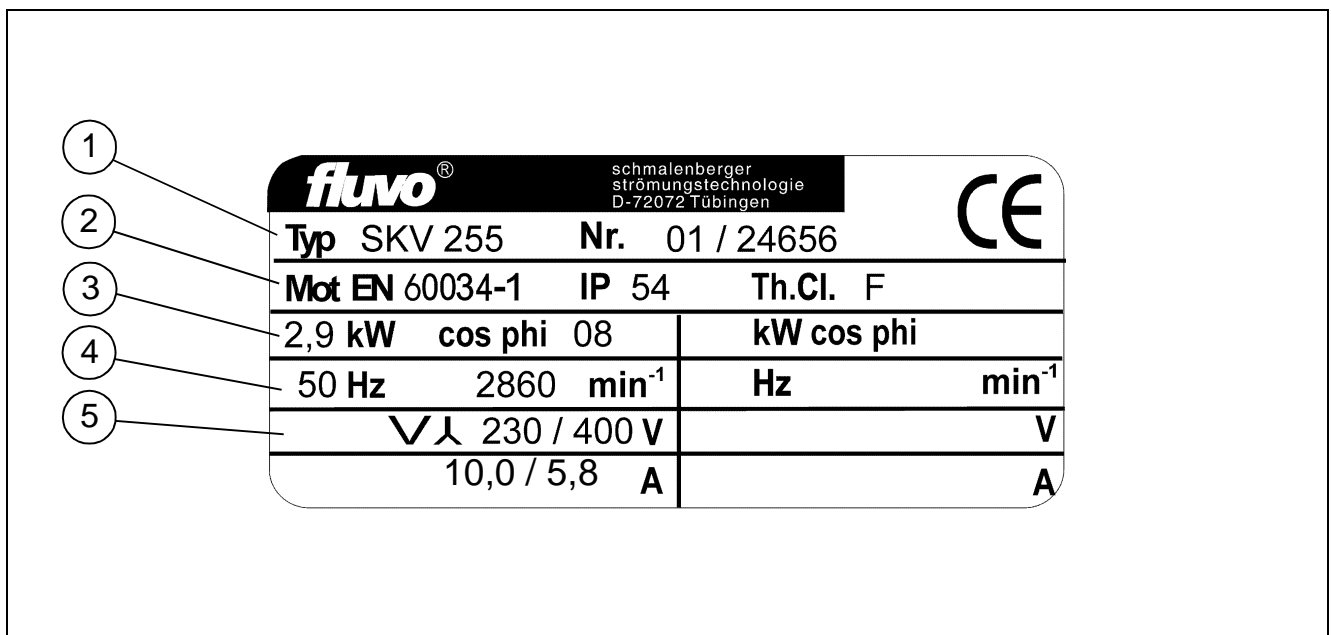 1
fluvo®
schmalenberger
strömungstechnologie
D-72072 Tübingen
CE
2
Typ SKV 255 Nr. 01 / 24656
3
Mot EN 60034-1 IP 54 Th.Cl. F
2,9 kW cos phi 08 kW cos phi
4
50 Hz 2860 min⁻¹ Hz min⁻¹
5
230 / 400 V V
10,0 / 5,8 A A